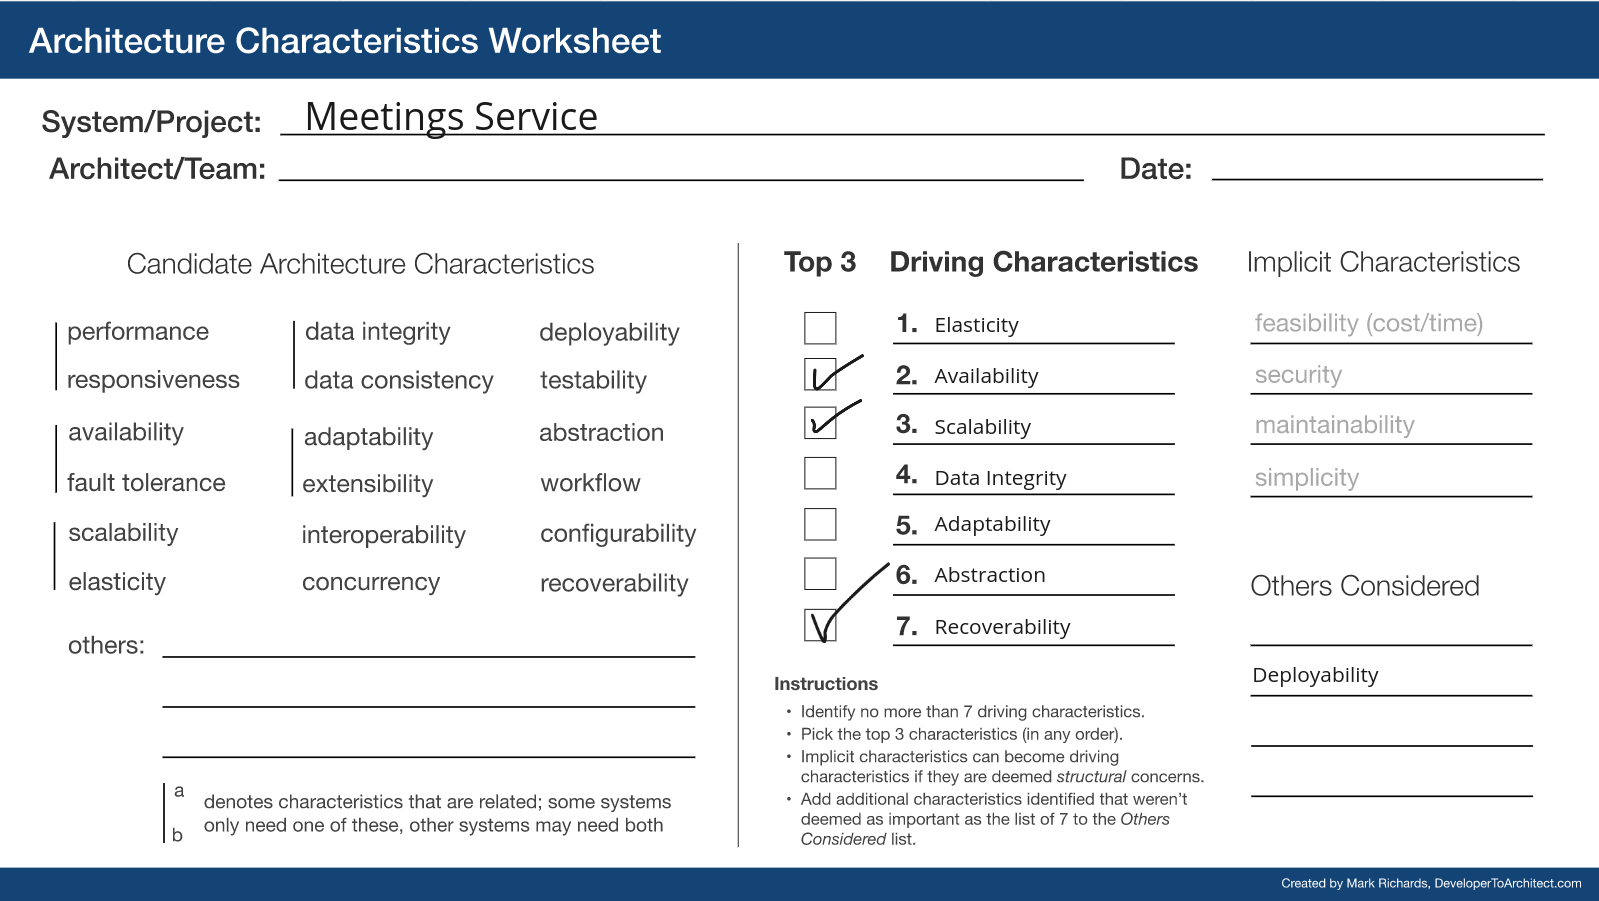 Architecture Characteristics Worksheet
System/Project: Meetings Service
Architect/Team:
Date:
Candidate Architecture Characteristics
performance
data integrity
deployability
responsiveness
data consistency
testability
availability
adaptability
abstraction
fault tolerance
extensibility
workflow
scalability
interoperability
configurability
elasticity
concurrency
recoverability
others:
a
b
denotes characteristics that are related; some systems
only need one of these, other systems may need both
Top 3
Driving Characteristics
1. Elasticity
2. Availability
3. Scalability
4. Data Integrity
5. Adaptability
6. Abstraction
7. Recoverability
Instructions
• Identify no more than 7 driving characteristics.
• Pick the top 3 characteristics (in any order).
• Implicit characteristics can become driving
characteristics if they are deemed structural concerns.
• Add additional characteristics identified that weren't
deemed as important as the list of 7 to the Others
Considered list.
Implicit Characteristics
feasibility (cost/time)
security
maintainability
simplicity
Others Considered
Deployability
Created by Mark Richards, DeveloperToArchitect.com